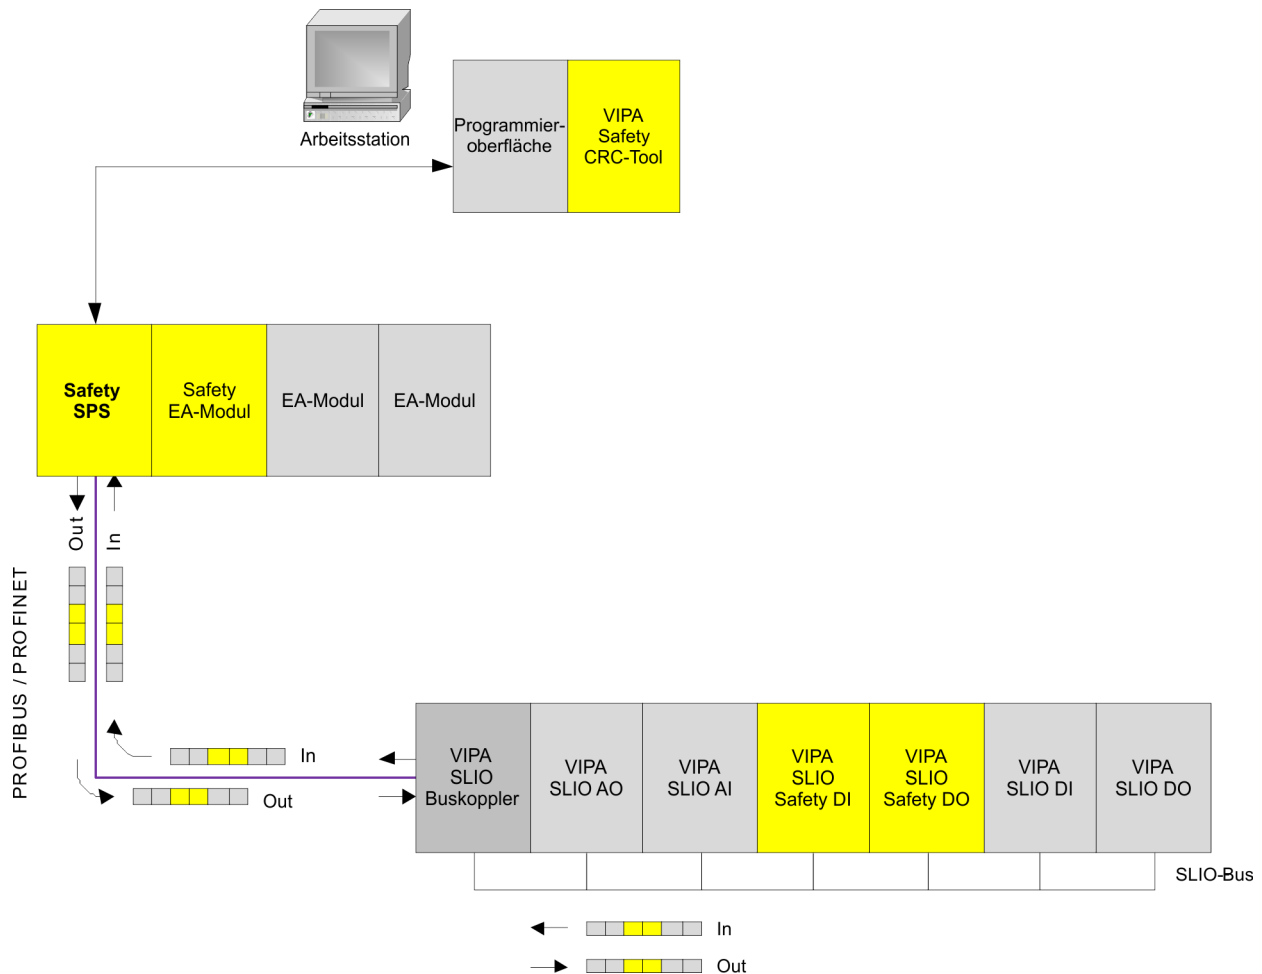 Arbeitsstation
Programmier-
oberfläche
VIPA
Safety
CRC-Tool
Safety
SPS
Safety
EA-Modul
EA-Modul
EA-Modul
Out
In
PROFIBUS / PROFINET
In
Out
VIPA
SLIO
Buskoppler
VIPA
SLIO AO
VIPA
SLIO AI
VIPA
SLIO
Safety DI
VIPA
SLIO
Safety DO
VIPA
SLIO DI
VIPA
SLIO DO
SLIO-Bus
In
Out